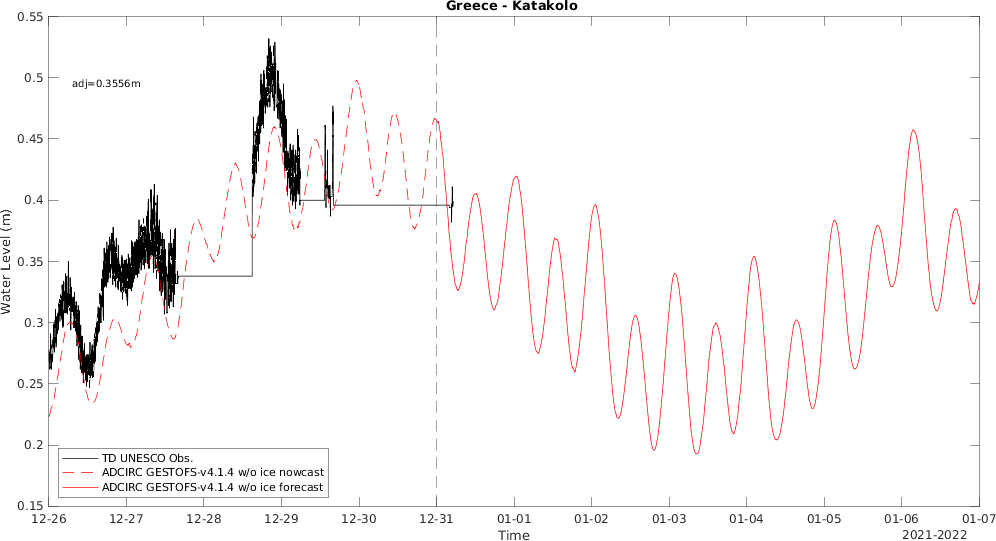 Greece - Katakolo
0.55
0.5
0.45
0.4
0.35
0.3
0.25
0.2
0.15
Water Level (m)
adj=0.3556m
TD UNESCO Obs.
ADCIRC GESTOFS-v4.1.4 w/o ice nowcast
ADCIRC GESTOFS-v4.1.4 w/o ice forecast
12-26 12-27 12-28 12-29 12-30 12-31 01-01 01-02 01-03 01-04 01-05 01-06 01-07
Time
2021-2022